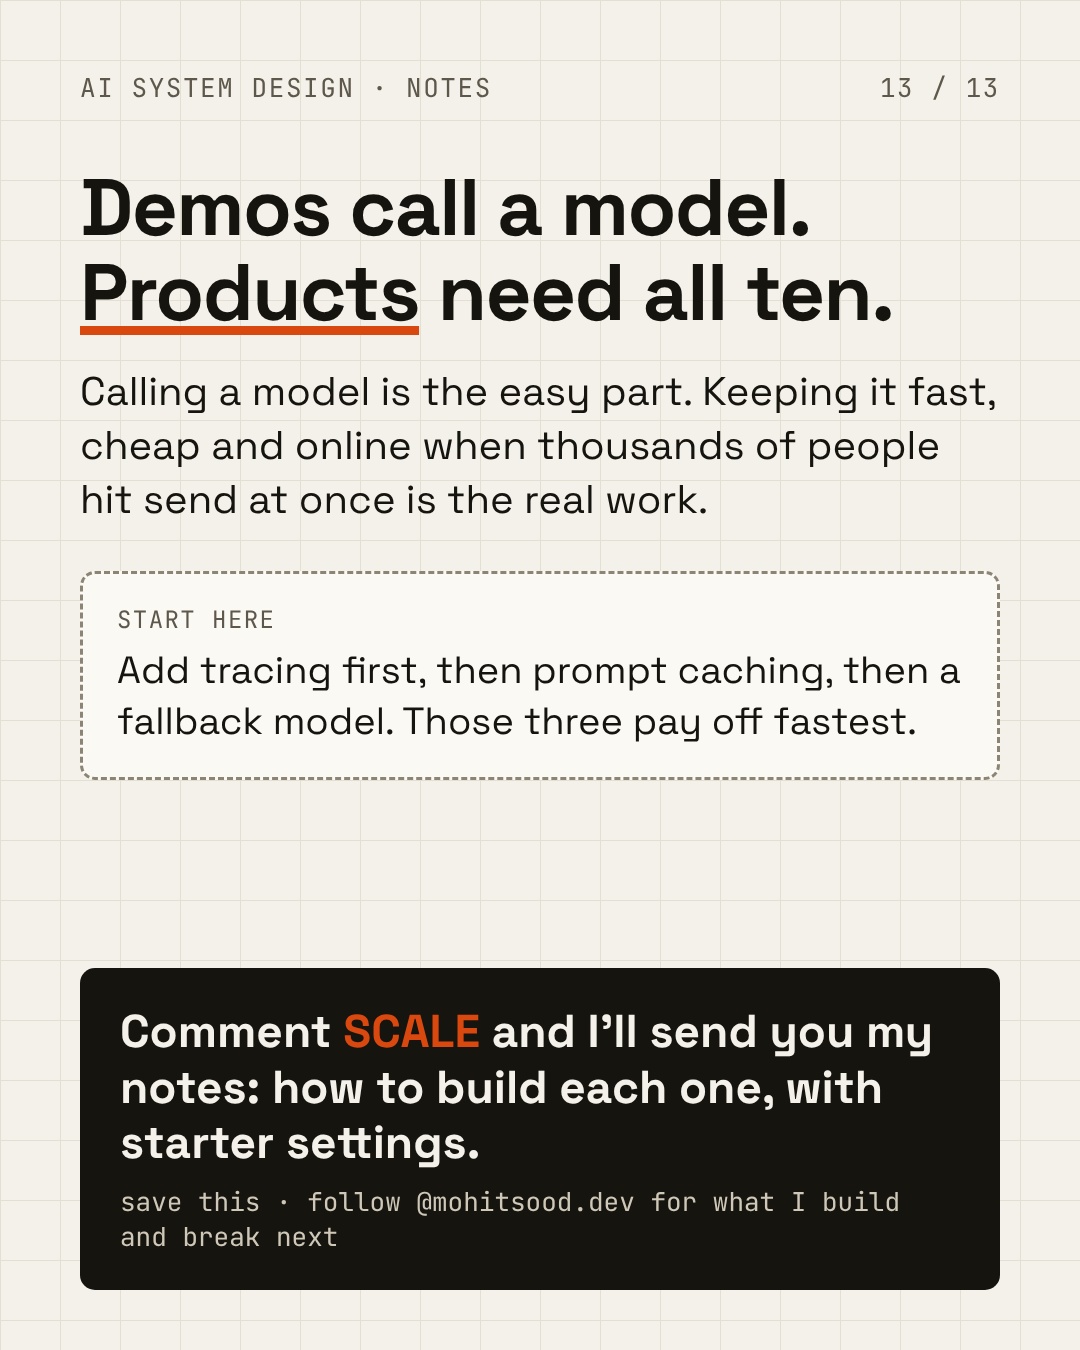 AI SYSTEM DESIGN · NOTES
13 / 13
Demos call a model.
Products need all ten.
Calling a model is the easy part. Keeping it fast,
cheap and online when thousands of people
hit send at once is the real work.
START HERE
Add tracing first, then prompt caching, then a
fallback model. Those three pay off fastest.
Comment SCALE and I’ll send you my
notes: how to build each one, with
starter settings.
save this · follow @mohitsood.dev for what I build
and break next